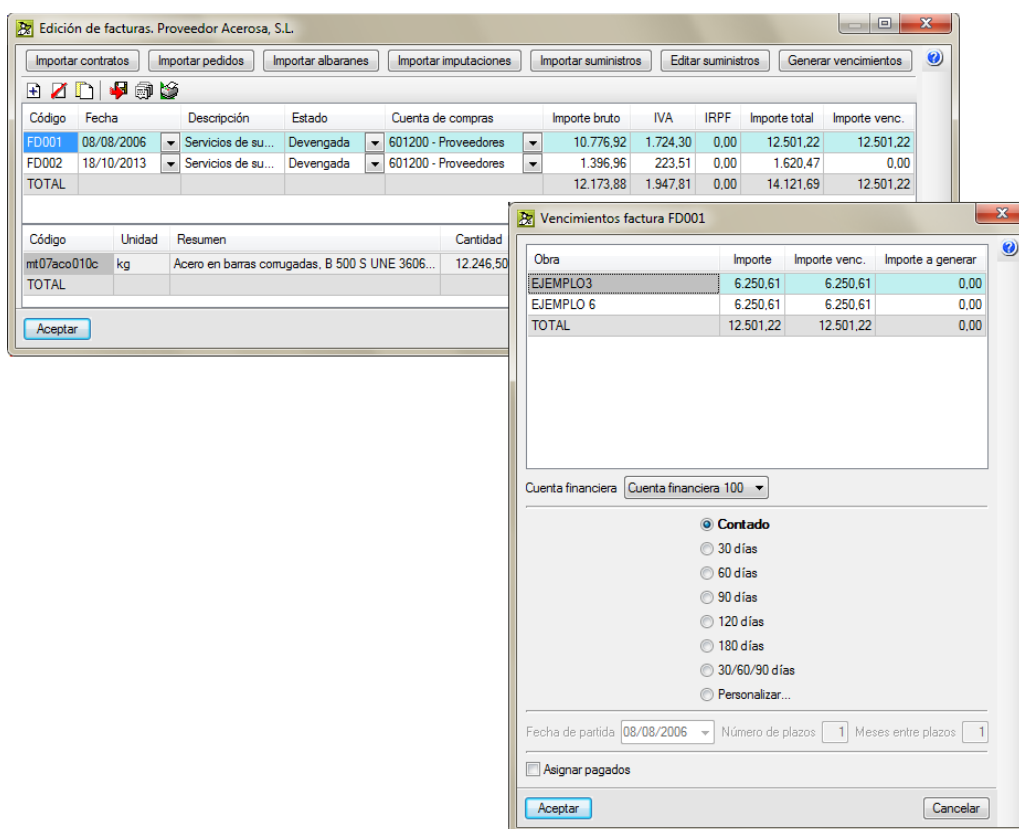 Edición de facturas. Proveedor Acerosa, S.L.
Importar contratos Importar pedidos Importar albaranes Importar imputaciones Importar suministros Editar suministros Generar vencimientos
Código Fecha Descripción Estado Cuenta de compras Importe bruto IVA IRPF Importe total Importe venc.
FD001 08/08/2006 Servicios de su... Devengada 601200 - Proveedores 10.776,92 1.724,30 0,00 12.501,22 12.501,22
FD002 18/10/2013 Servicios de su... Devengada 601200 - Proveedores 1.396,96 223,51 0,00 1.620,47 0,00
TOTAL 12.173,88 1.947,81 0,00 14.121,69 12.501,22
Código Unidad Resumen Cantidad
mt07aco010c kg Acero en barras corrugadas, B 500 S UNE 3606... 12.246,50
TOTAL
Aceptar
Vencimientos factura FD001
Obra Importe Importe venc. Importe a generar
EJEMPLO3 6.250,61 6.250,61 0,00
EJEMPLO 6 6.250,61 6.250,61 0,00
TOTAL 12.501,22 12.501,22 0,00
Cuenta financiera Cuenta financiera 100
Contado
30 días
60 días
90 días
120 días
180 días
30/60/90 días
Personalizar...
Fecha de partida 08/08/2006 Número de plazos 1 Meses entre plazos 1
Asignar pagados
Aceptar Cancelar